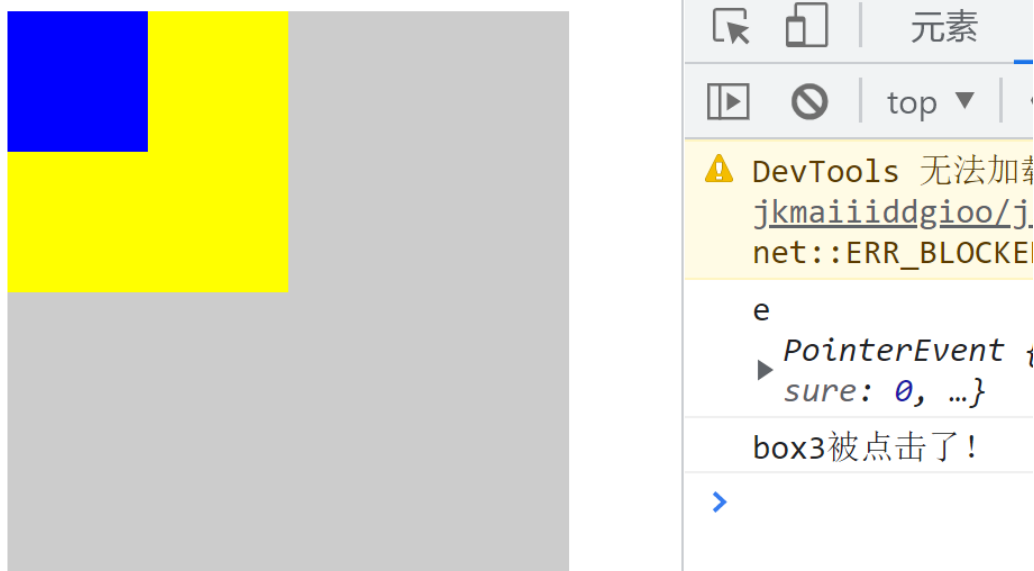 元素
top
DevTools 无法加载
jkmaiiiddgioo/j
net::ERR_BLOCKE
e
PointerEvent {
sure: 0, …}
box3被点击了!